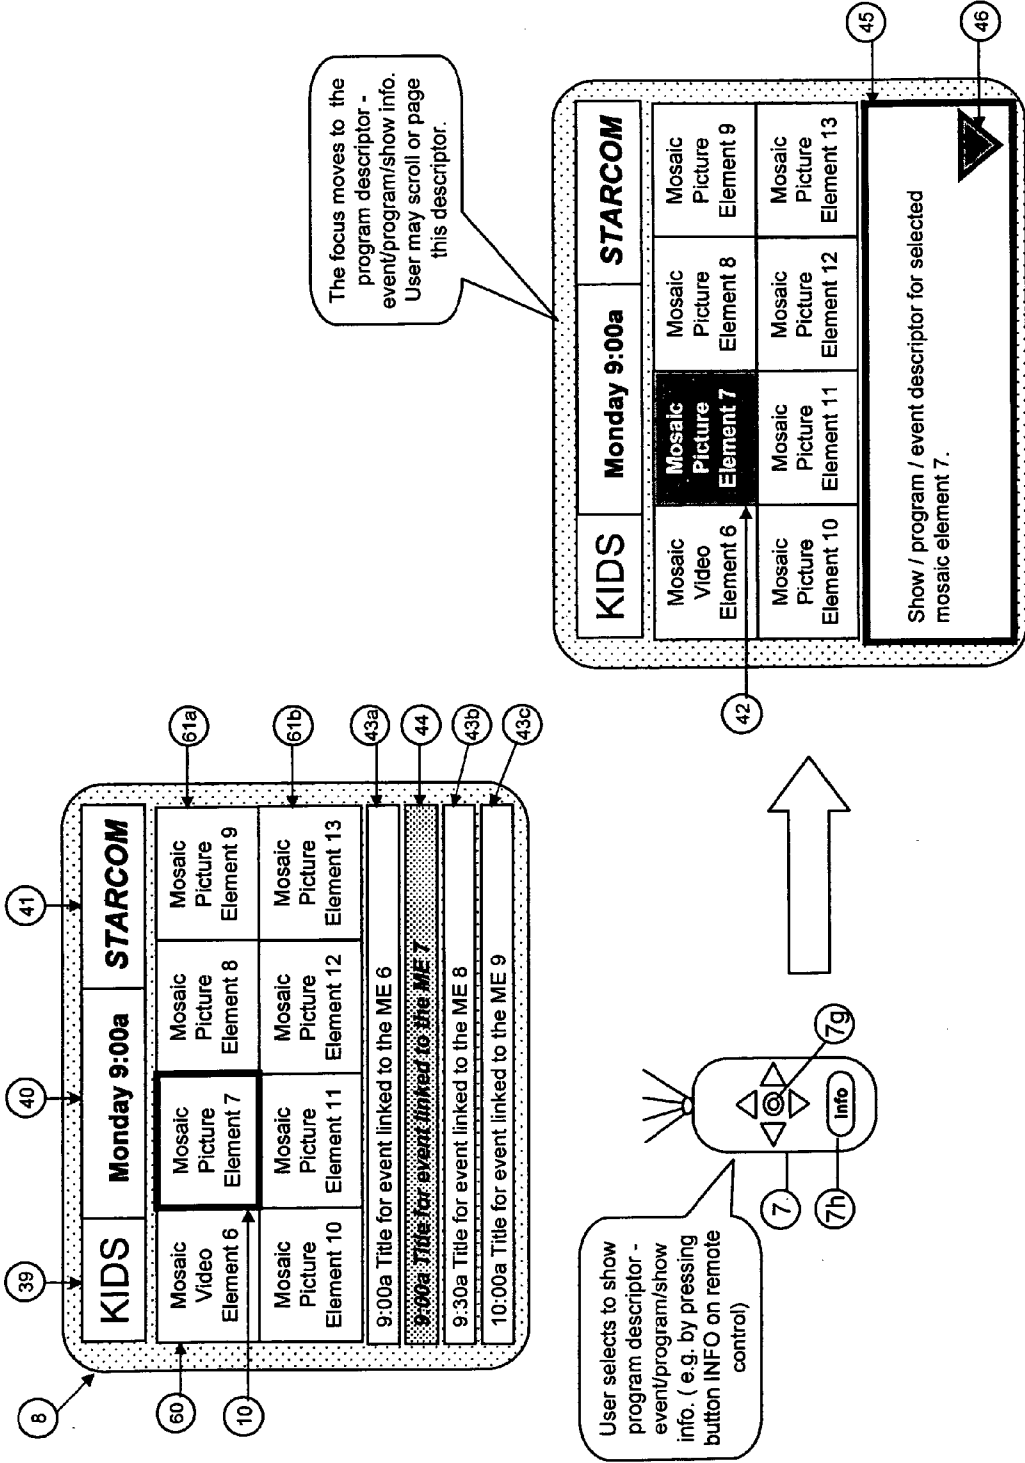 8
39
40
41
KIDS
Monday 9:00a
STARCOM
60
Mosaic
Video
Element 6
Mosaic
Picture
Element 7
Mosaic
Picture
Element 8
Mosaic
Picture
Element 9
61a
10
Mosaic
Picture
Element 10
Mosaic
Picture
Element 11
Mosaic
Picture
Element 12
Mosaic
Picture
Element 13
61b
9:00a Title for event linked to the ME 6
43a
9:00a Title for event linked to the ME 7
44
9:30a Title for event linked to the ME 8
43b
10:00a Title for event linked to the ME 9
43c
User selects to show
program descriptor -
event/program/show
info. ( e.g. by pressing
button INFO on remote
control)
7
7h
Info
7g
The focus moves to the
program descriptor -
event/program/show info.
User may scroll or page
this descriptor.
KIDS
Monday 9:00a
STARCOM
Mosaic
Video
Element 6
Mosaic
Picture
Element 7
Mosaic
Picture
Element 8
Mosaic
Picture
Element 9
42
Mosaic
Picture
Element 10
Mosaic
Picture
Element 11
Mosaic
Picture
Element 12
Mosaic
Picture
Element 13
45
Show / program / event descriptor for selected
mosaic element 7.
46